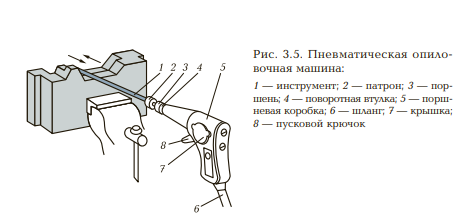 1
2
3
4
5
8
7
6
Рис. 3.5. Пневматическая опило-
вочная машина:
1 — инструмент; 2 — патрон; 3 — пор-
шень; 4 — поворотная втулка; 5 — порш-
невая коробка; 6 — шланг; 7 — крышка;
8 — пусковой крючок